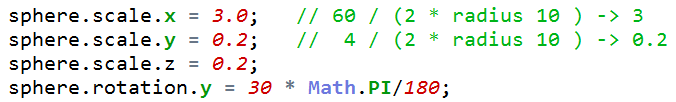 sphere.scale.x = 3.0;   // 60 / (2 * radius 10 ) -> 3
sphere.scale.y = 0.2;   //  4 / (2 * radius 10 ) -> 0.2
sphere.scale.z = 0.2;
sphere.rotation.y = 30 * Math.PI/180;